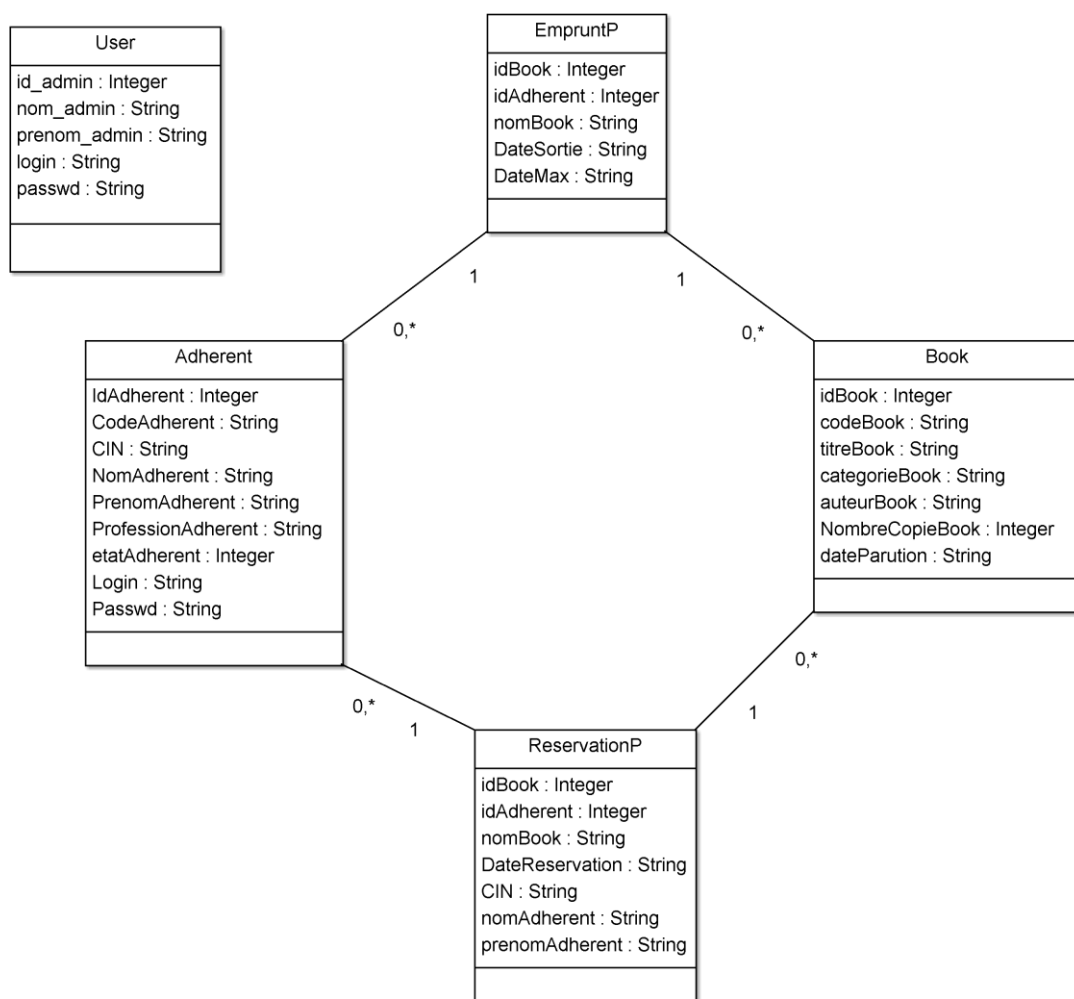 User
id_admin : Integer
nom_admin : String
prenom_admin : String
login : String
passwd : String
EmpruntP
idBook : Integer
idAdherent : Integer
nomBook : String
DateSortie : String
DateMax : String
1
1
0,*
0,*
Adherent
IdAdherent : Integer
CodeAdherent : String
CIN : String
NomAdherent : String
PrenomAdherent : String
ProfessionAdherent : String
etatAdherent : Integer
Login : String
Passwd : String
Book
idBook : Integer
codeBook : String
titreBook : String
categorieBook : String
auteurBook : String
NombreCopieBook : Integer
dateParution : String
0,*
0,*
1
1
ReservationP
idBook : Integer
idAdherent : Integer
nomBook : String
DateReservation : String
CIN : String
nomAdherent : String
prenomAdherent : String